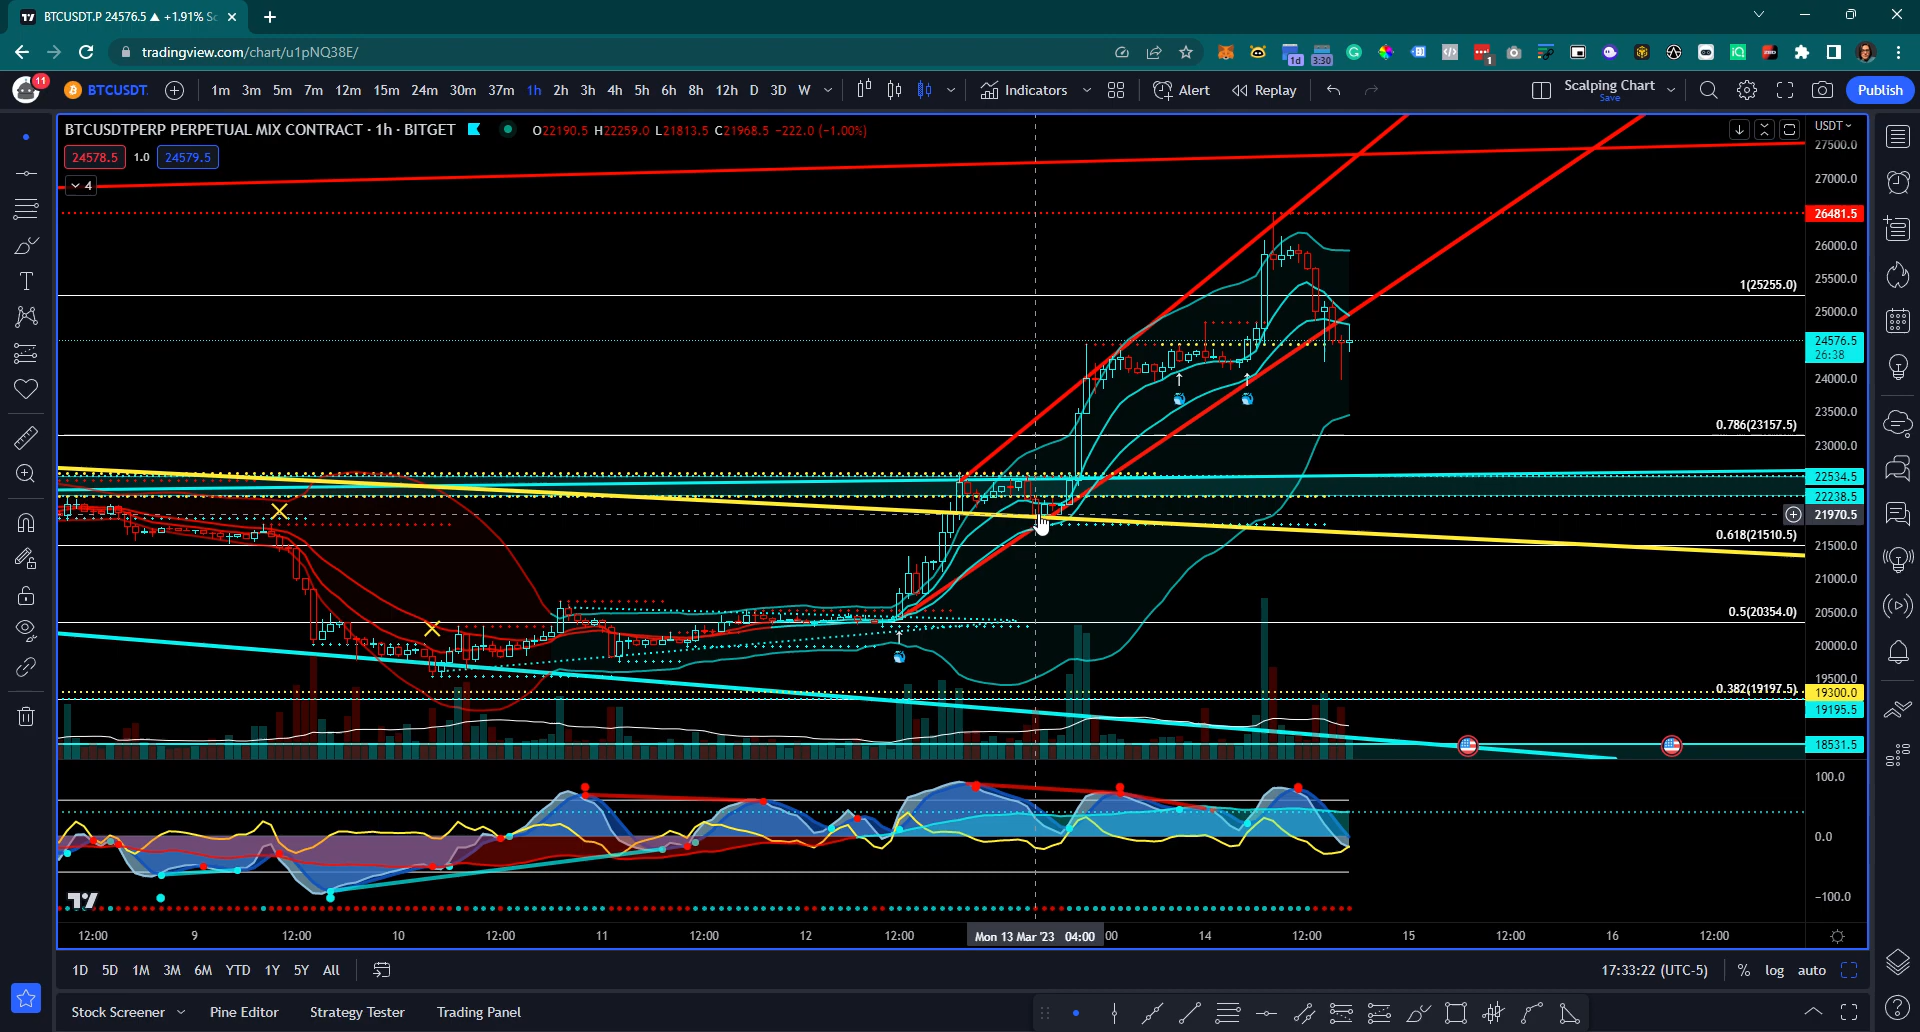 BTCUSDT.P 24576.5 ▲ +1.91% Sc
tradingview.com/chart/u1pNQ38E/
1d
3:30
1
11
BTCUSDT.
1m 3m 5m 7m 12m 15m 24m 30m 37m 1h 2h 3h 4h 5h 6h 8h 12h D 3D W
Indicators
Alert
Replay
Scalping Chart
Save
Publish
BTCUSDTPERP PERPETUAL MIX CONTRACT · 1h · BITGET
O22190.5 H22259.0 L21813.5 C21968.5 -222.0 (-1.00%)
USDT
24578.5 1.0 24579.5
4
27500.0
27000.0
26481.5
26000.0
25500.0
1(25255.0)
25000.0
24576.5
26:38
24000.0
23500.0
0.786(23157.5)
23000.0
22534.5
22238.5
21970.5
0.618(21510.5)
21500.0
21000.0
0.5(20354.0)
20500.0
20000.0
19500.0
0.382(19197.5)
19300.0
19195.5
18531.5
100.0
0.0
-100.0
12:00 9 12:00 10 12:00 11 12:00 12 12:00 Mon 13 Mar '23 04:00 00 14 12:00 15 12:00 16 12:00
1D 5D 1M 3M 6M YTD 1Y 5Y All
17:33:22 (UTC-5) % log auto
Stock Screener Pine Editor Strategy Tester Trading Panel